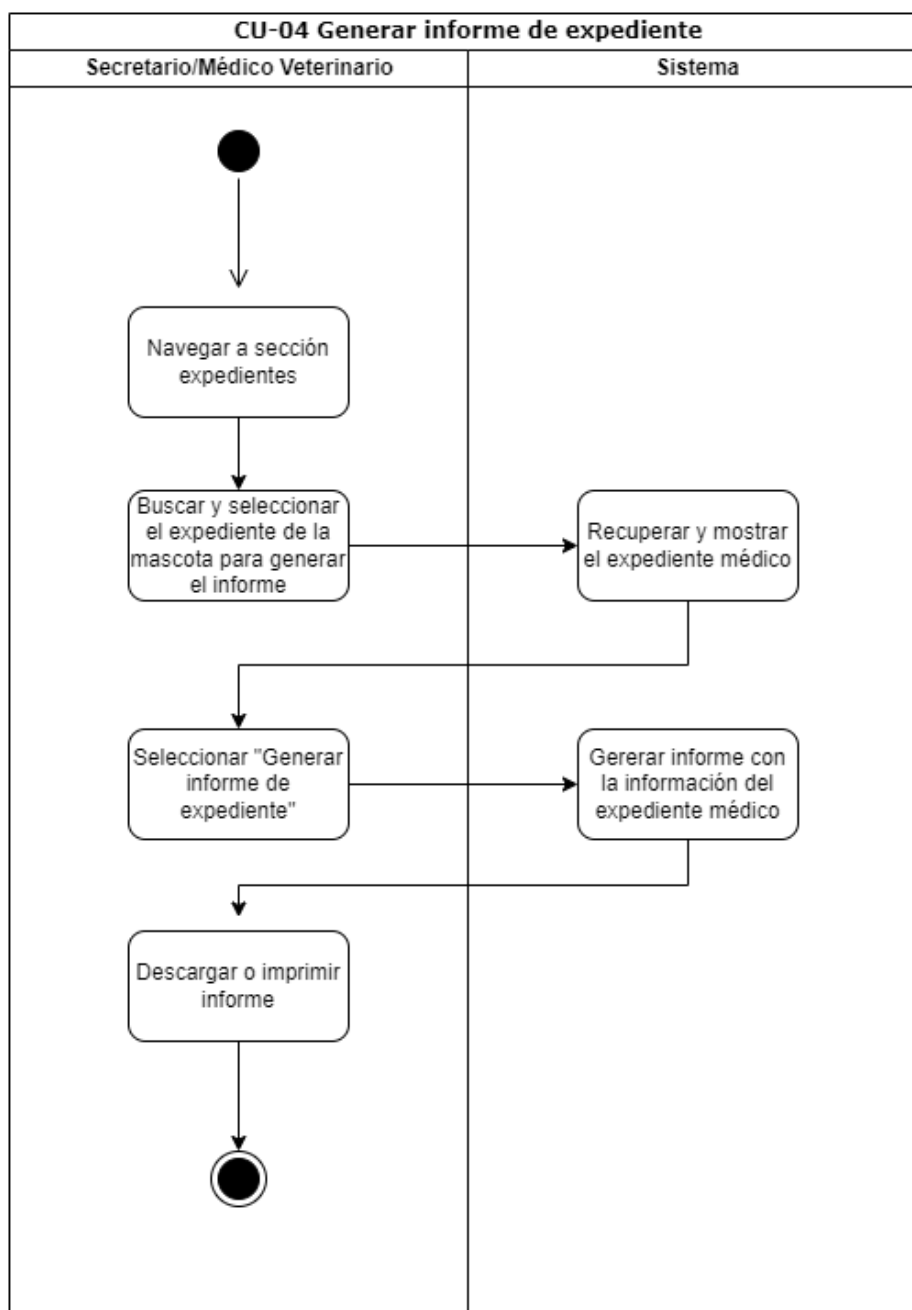 CU-04 Generar informe de expediente
Secretario/Médico Veterinario
Sistema
Navegar a sección
expedientes
Buscar y seleccionar
el expediente de la
mascota para generar
el informe
Recuperar y mostrar
el expediente médico
Seleccionar "Generar
informe de
expediente"
Gererar informe con
la información del
expediente médico
Descargar o imprimir
informe